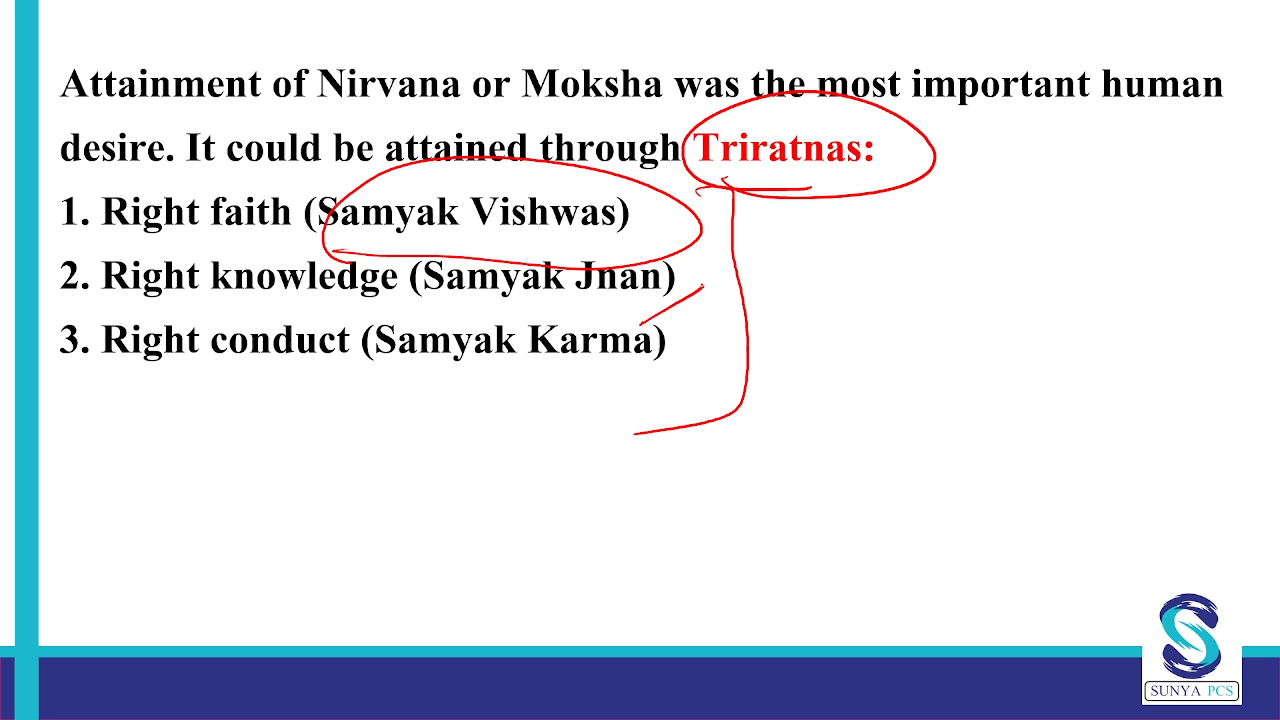 Attainment of Nirvana or Moksha was the most important human
desire. It could be attained through Triratnas:
1. Right faith (Samyak Vishwas)
2. Right knowledge (Samyak Jnan)
3. Right conduct (Samyak Karma)
SUNYA PCS